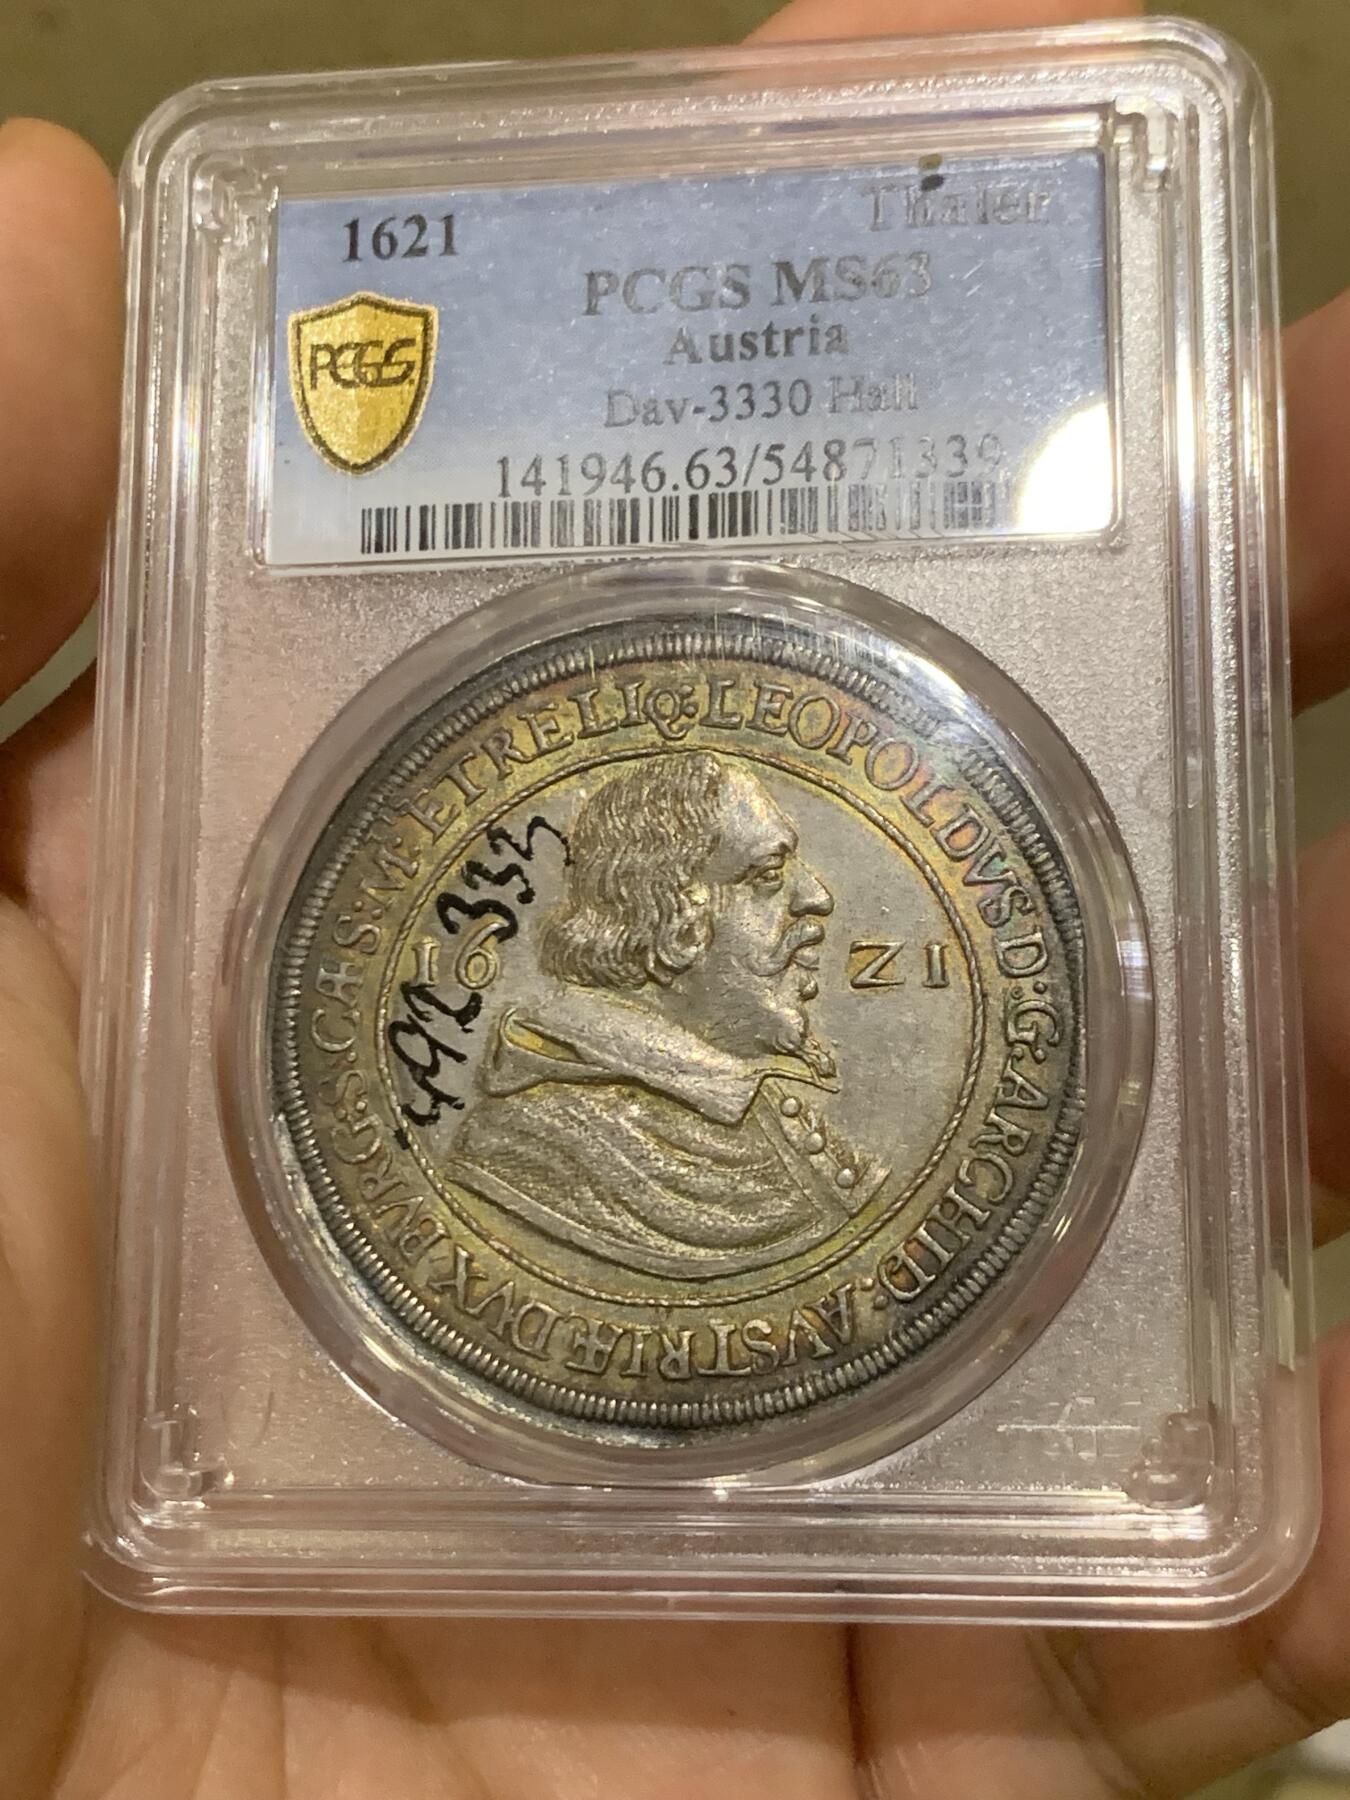 1621 Thaler
PCGS MS63
Austria
Dav-3330 Hall
141946.63/54871339
PCGS
LEOPOLDVS D:G:ARCHID:AVSTRIÆ DVX BVRG:S:CÆS:M:ET RELIQ:
16 Z1